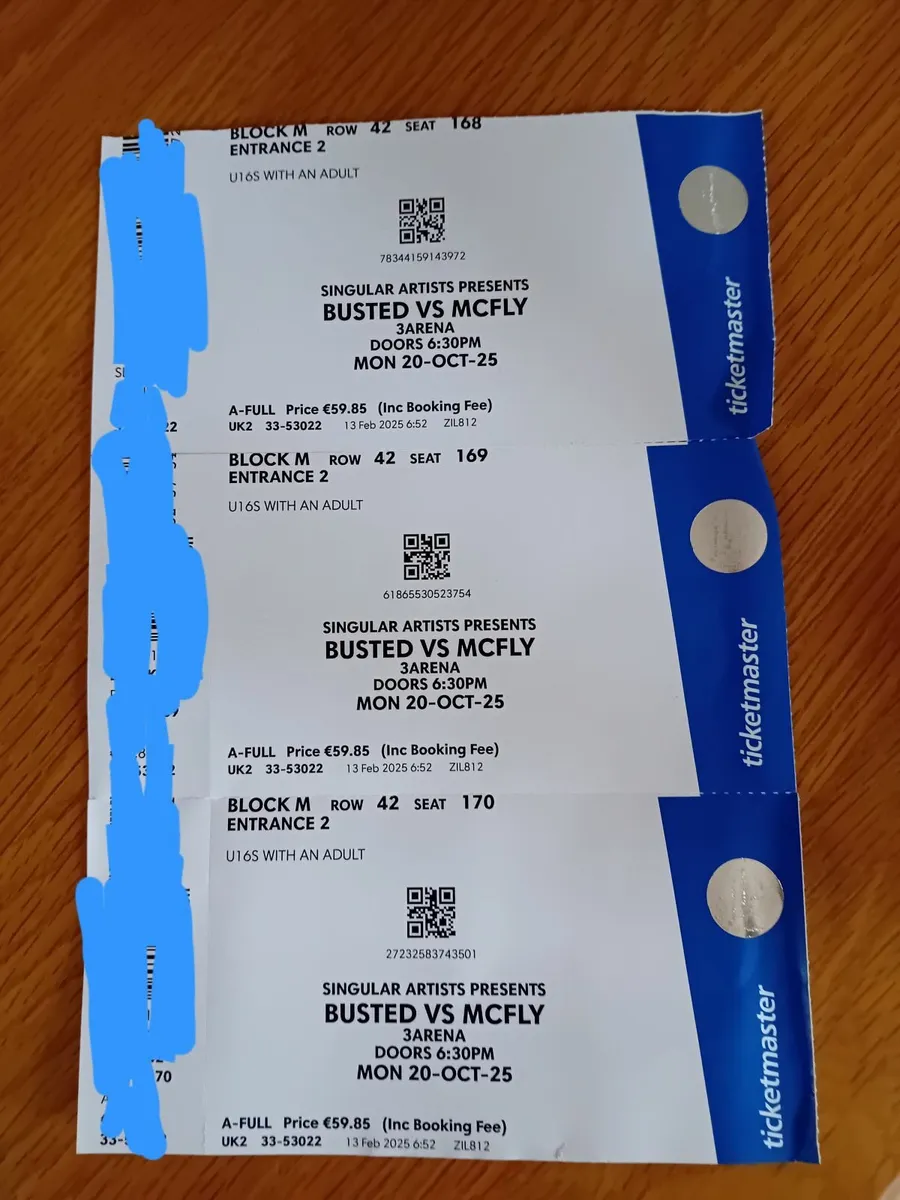 BLOCK M ROW 42 SEAT 168
ENTRANCE 2
U16S WITH AN ADULT
78344159143972
SINGULAR ARTISTS PRESENTS
BUSTED VS MCFLY
3ARENA
DOORS 6:30PM
MON 20-OCT-25
A-FULL Price €59.85 (Inc Booking Fee)
UK2 33-53022 13 Feb 2025 6:52 ZIL812
ticketmaster
BLOCK M ROW 42 SEAT 169
ENTRANCE 2
U16S WITH AN ADULT
61865530523754
SINGULAR ARTISTS PRESENTS
BUSTED VS MCFLY
3ARENA
DOORS 6:30PM
MON 20-OCT-25
A-FULL Price €59.85 (Inc Booking Fee)
UK2 33-53022 13 Feb 2025 6:52 ZIL812
ticketmaster
BLOCK M ROW 42 SEAT 170
ENTRANCE 2
U16S WITH AN ADULT
27232583743501
SINGULAR ARTISTS PRESENTS
BUSTED VS MCFLY
3ARENA
DOORS 6:30PM
MON 20-OCT-25
A-FULL Price €59.85 (Inc Booking Fee)
UK2 33-53022 13 Feb 2025 6:52 ZIL812
ticketmaster